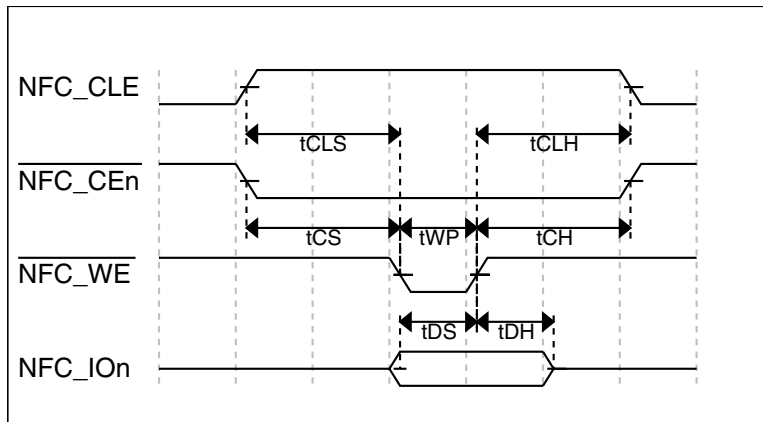 NFC_CLE
tCLS tCLH
NFC_CEn
tCS tWP tCH
NFC_WE
tDS tDH
NFC_IOn